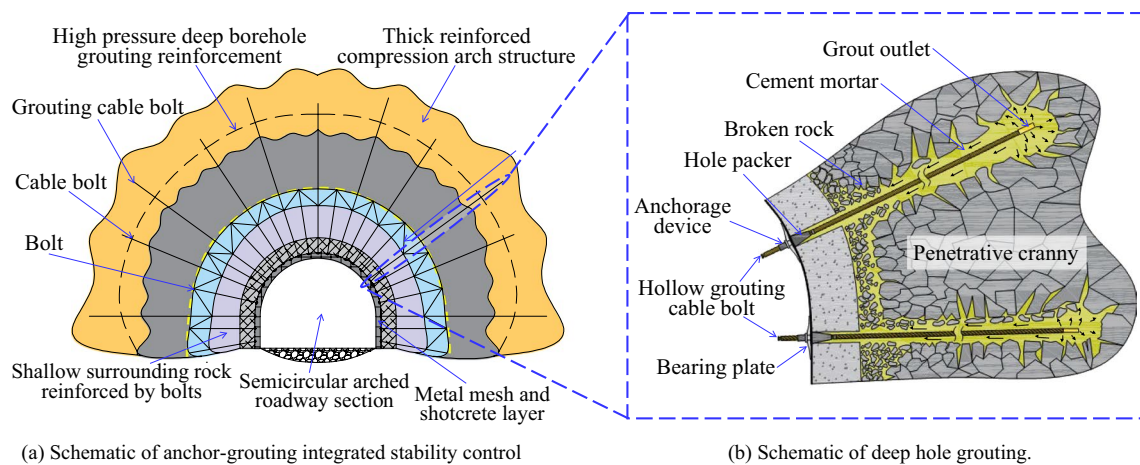 High pressure deep borehole
grouting reinforcement
Thick reinforced
compression arch structure
Grouting cable bolt
Cable bolt
Bolt
Shallow surrounding rock
reinforced by bolts
Semicircular arched
roadway section
Metal mesh and
shotcrete layer
(a) Schematic of anchor-grouting integrated stability control
Grout outlet
Cement mortar
Broken rock
Hole packer
Anchorage
device
Penetrative cranny
Hollow grouting
cable bolt
Bearing plate
(b) Schematic of deep hole grouting.